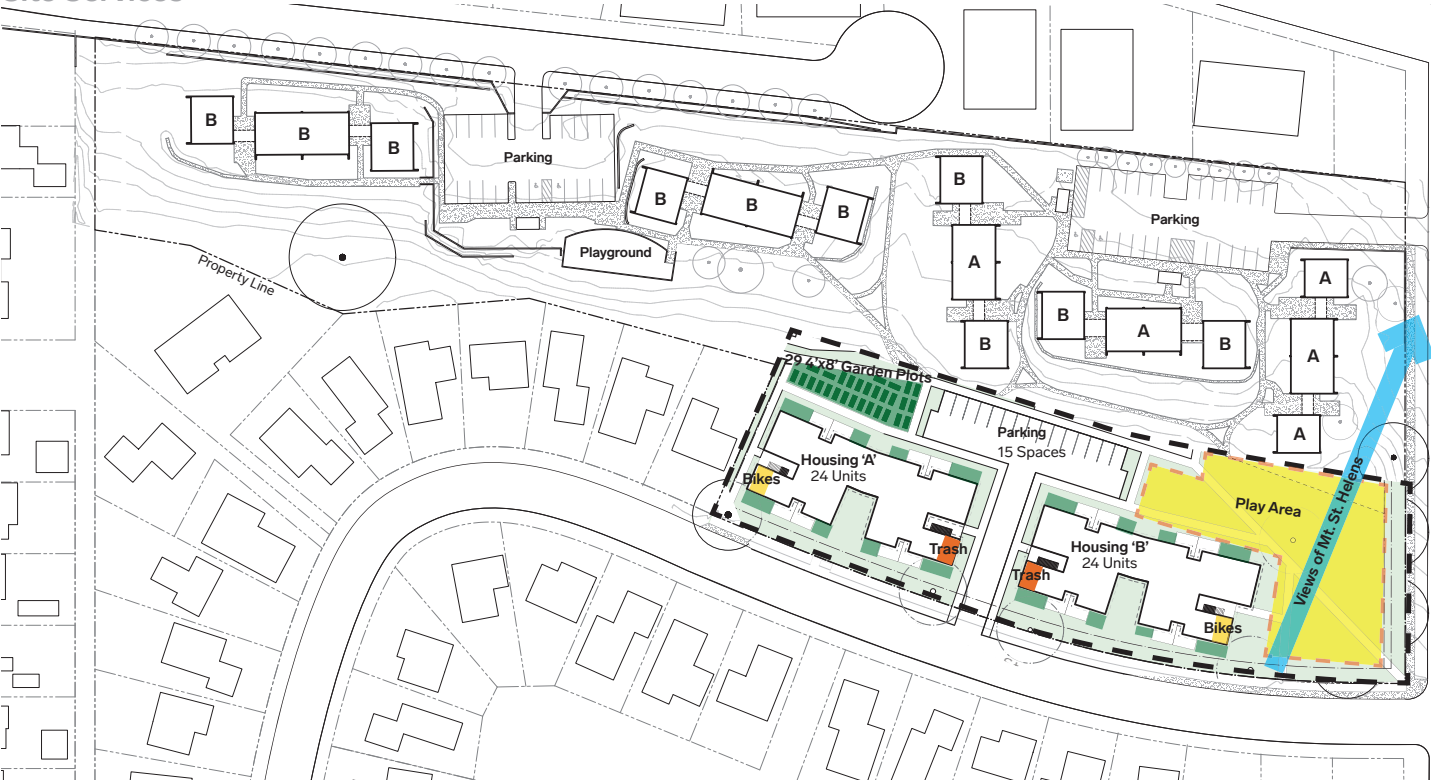 B
B
B
Parking
B
B
B
B
Parking
Playground
Property Line
A
A
B
A
B
B
A
A
29 4'x8' Garden Plots
Parking
15 Spaces
Housing ‘A’
24 Units
Bikes
Play Area
Views of Mt. St. Helens
Trash
Housing ‘B’
24 Units
Trash
Bikes